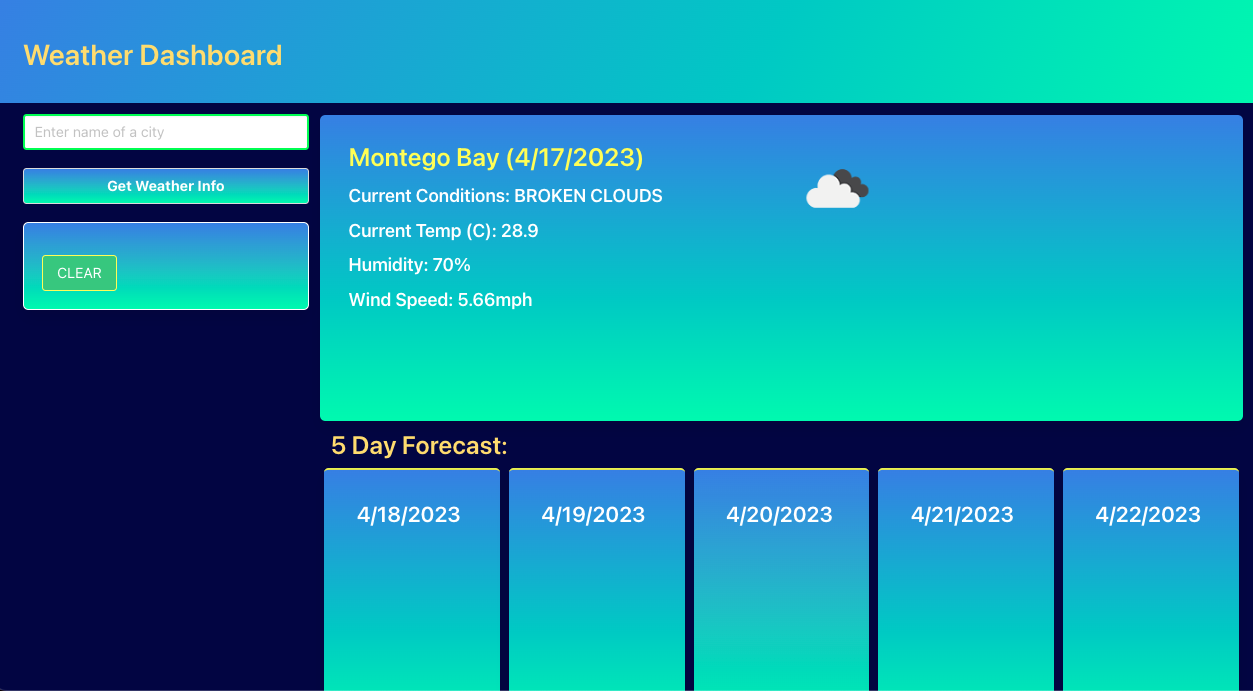 Weather Dashboard
Enter name of a city
Get Weather Info
CLEAR
Montego Bay (4/17/2023)
Current Conditions: BROKEN CLOUDS
Current Temp (C): 28.9
Humidity: 70%
Wind Speed: 5.66mph
5 Day Forecast:
4/18/2023
4/19/2023
4/20/2023
4/21/2023
4/22/2023